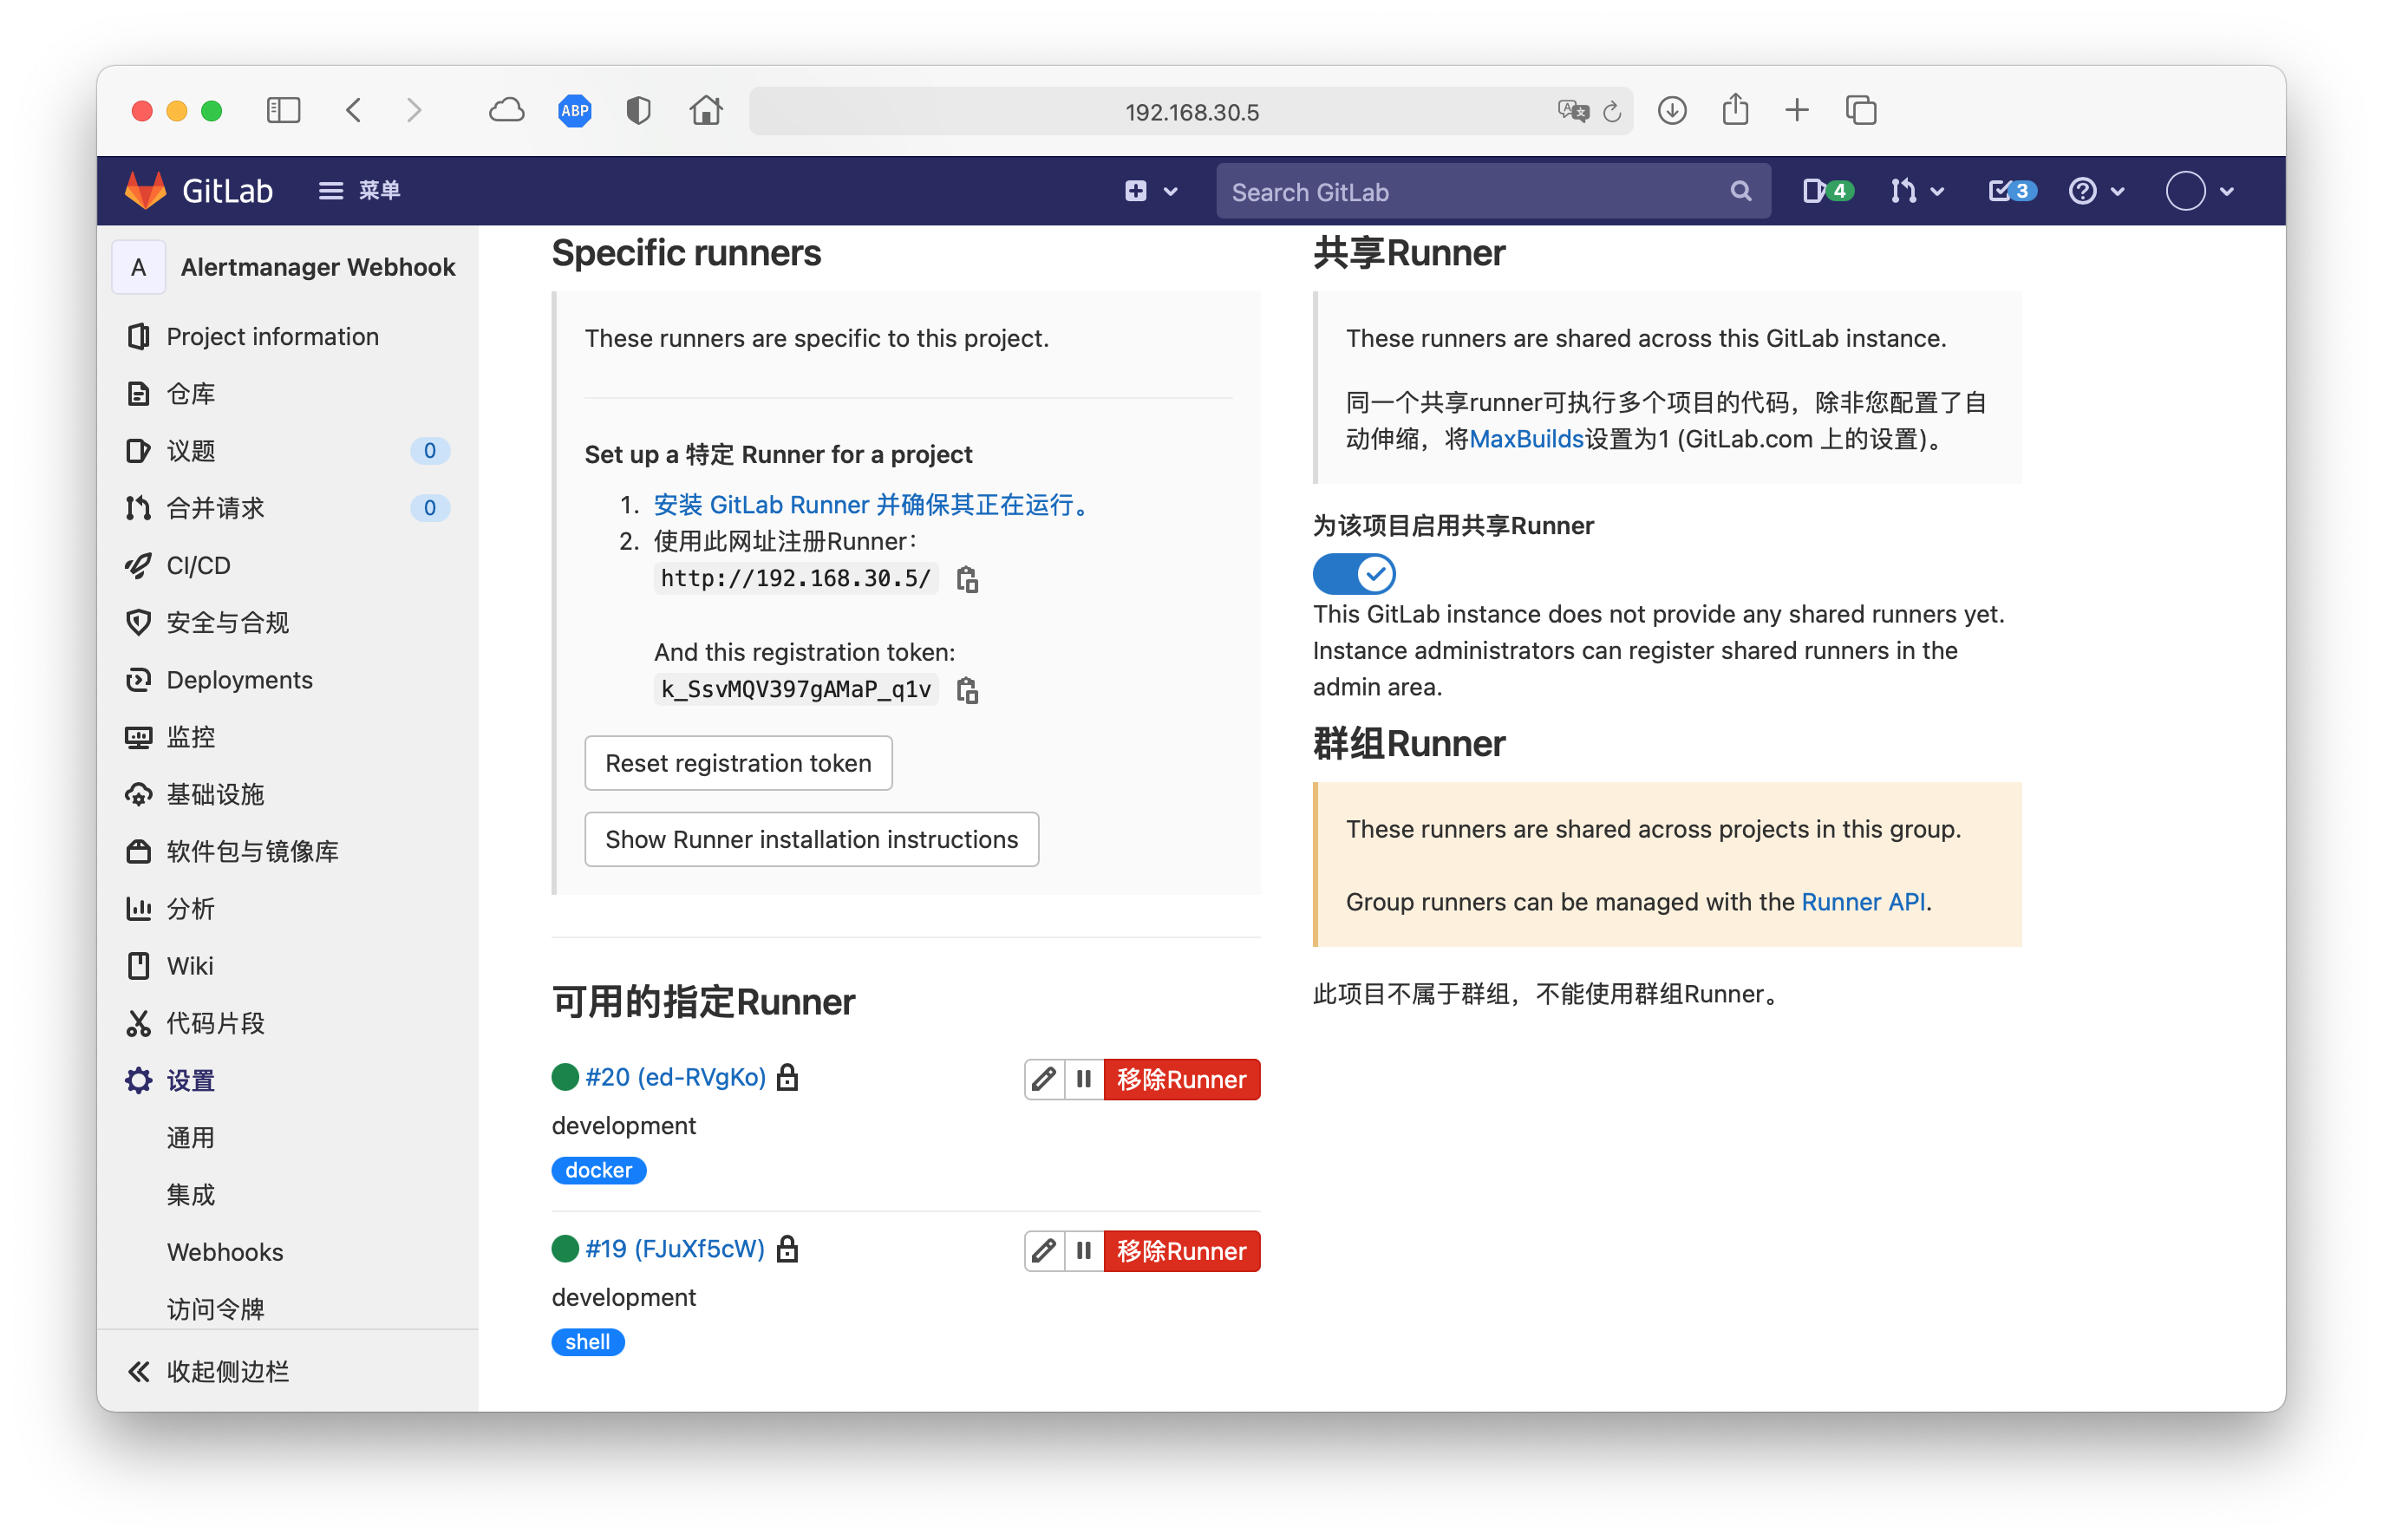 ABP
192.168.30.5
GitLab
菜单
Search GitLab
4
3
A
Alertmanager Webhook
Project information
仓库
议题
0
合并请求
0
CI/CD
安全与合规
Deployments
监控
基础设施
软件包与镜像库
分析
Wiki
代码片段
设置
通用
集成
Webhooks
访问令牌
收起侧边栏
Specific runners
These runners are specific to this project.
Set up a 特定 Runner for a project
1. 安装 GitLab Runner 并确保其正在运行。
2. 使用此网址注册Runner：
http://192.168.30.5/
And this registration token:
k_SsvMQV397gAMaP_q1v
Reset registration token
Show Runner installation instructions
可用的指定Runner
#20 (ed-RVgKo)
移除Runner
development
docker
#19 (FJuXf5cW)
移除Runner
development
shell
共享Runner
These runners are shared across this GitLab instance.
同一个共享runner可执行多个项目的代码，除非您配置了自
动伸缩，将MaxBuilds设置为1 (GitLab.com 上的设置)。
为该项目启用共享Runner
This GitLab instance does not provide any shared runners yet.
Instance administrators can register shared runners in the
admin area.
群组Runner
These runners are shared across projects in this group.
Group runners can be managed with the Runner API.
此项目不属于群组，不能使用群组Runner。